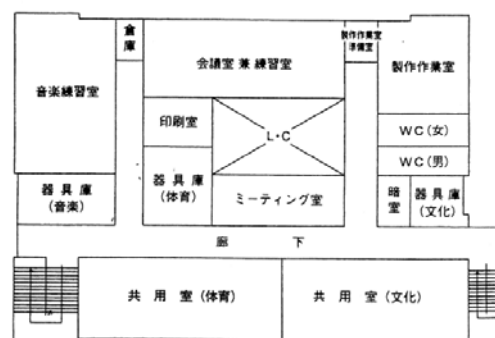 倉
庫
製作作業室
準備室
会議室 兼 練習室
製作作業室
音楽練習室
印刷室
L・C
WC(女)
WC(男)
器具庫
(音楽)
器具庫
(体育)
ミーティング室
暗
室
器具庫
(文化)
廊 下
共 用 室 (体育)
共 用 室 (文化)